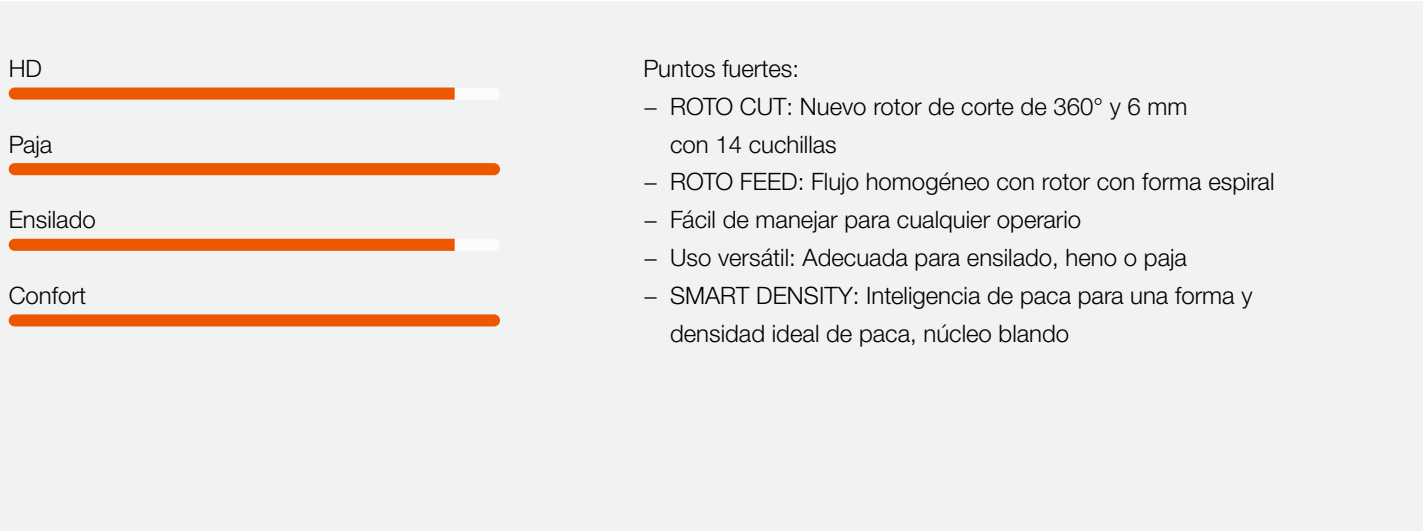 HD
Paja
Ensilado
Confort
Puntos fuertes:
– ROTO CUT: Nuevo rotor de corte de 360° y 6 mm
con 14 cuchillas
– ROTO FEED: Flujo homogéneo con rotor con forma espiral
– Fácil de manejar para cualquier operario
– Uso versátil: Adecuada para ensilado, heno o paja
– SMART DENSITY: Inteligencia de paca para una forma y
densidad ideal de paca, núcleo blando